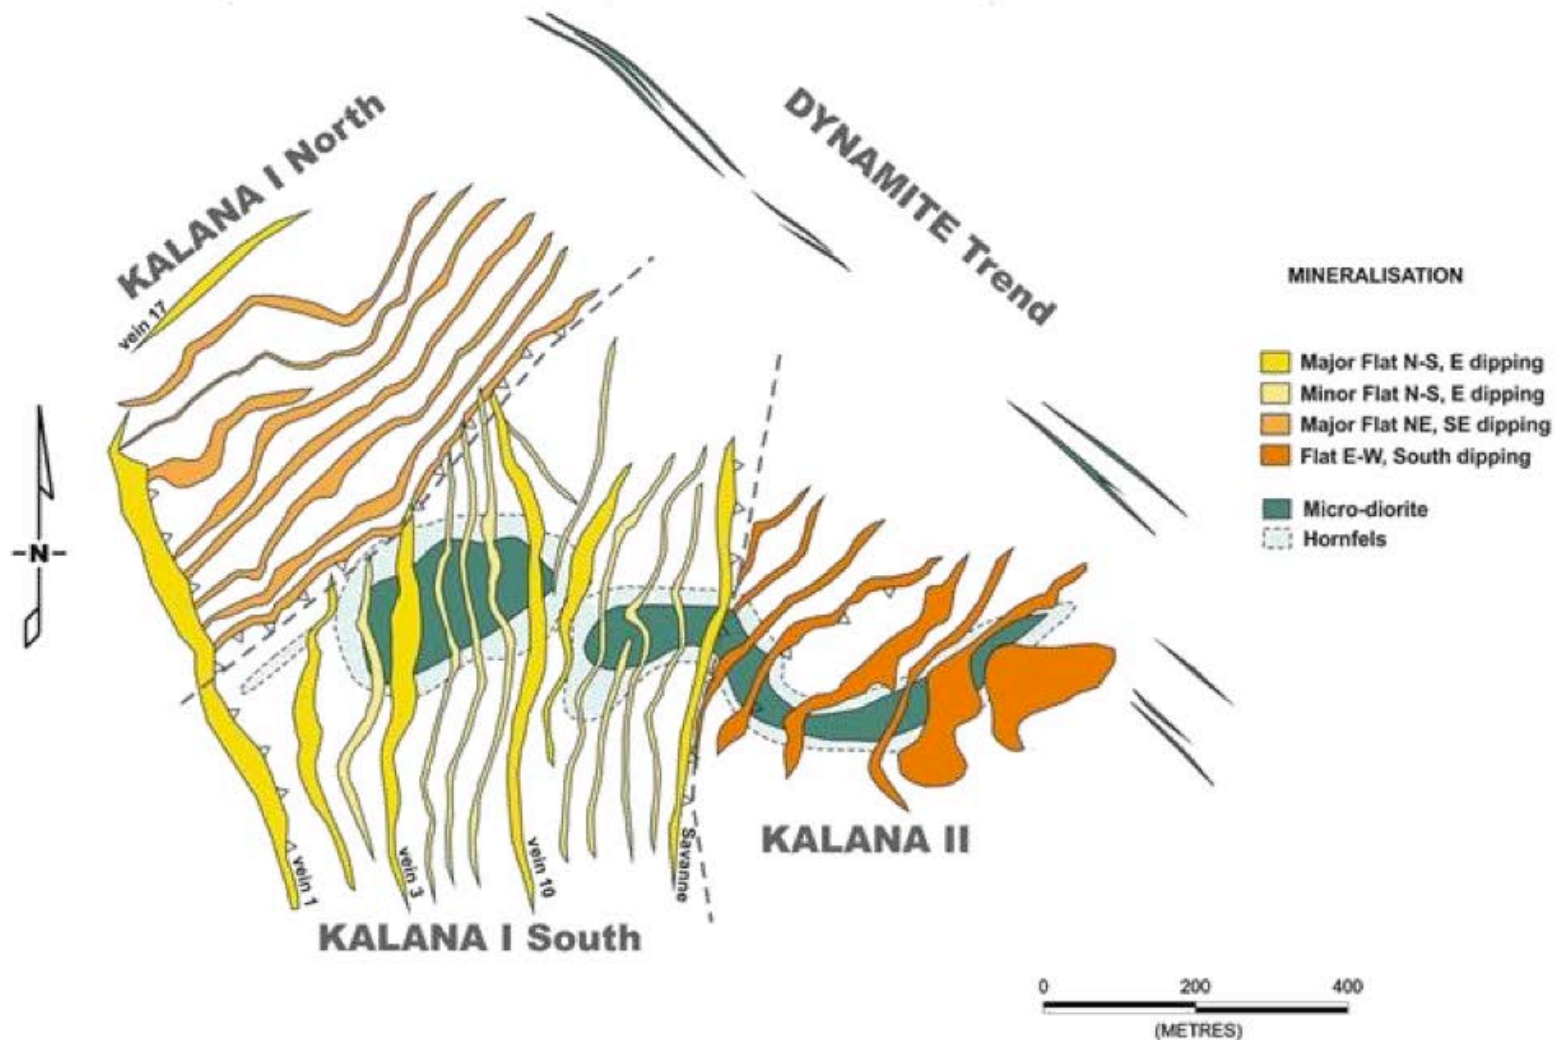 KALANA I North
DYNAMITE Trend
vein 17
MINERALISATION
Major Flat N-S, E dipping
Minor Flat N-S, E dipping
Major Flat NE, SE dipping
Flat E-W, South dipping
Micro-diorite
Hornfels
-N-
KALANA II
vein 1
vein 3
vein 10
Savanne
KALANA I South
0 200 400
(METRES)